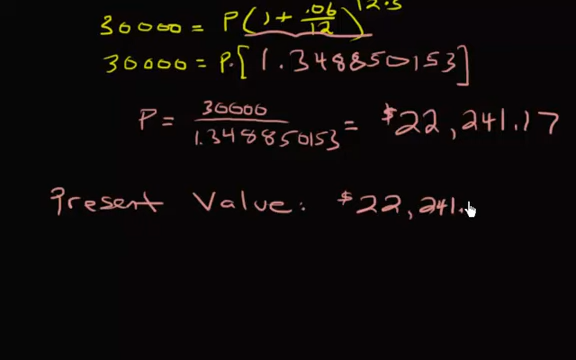 30000 = P(1 + .06/12)^12·5
30000 = P·[1.348850153]
P = 30000/1.348850153 = $22,241.17
Present Value: $22,241.